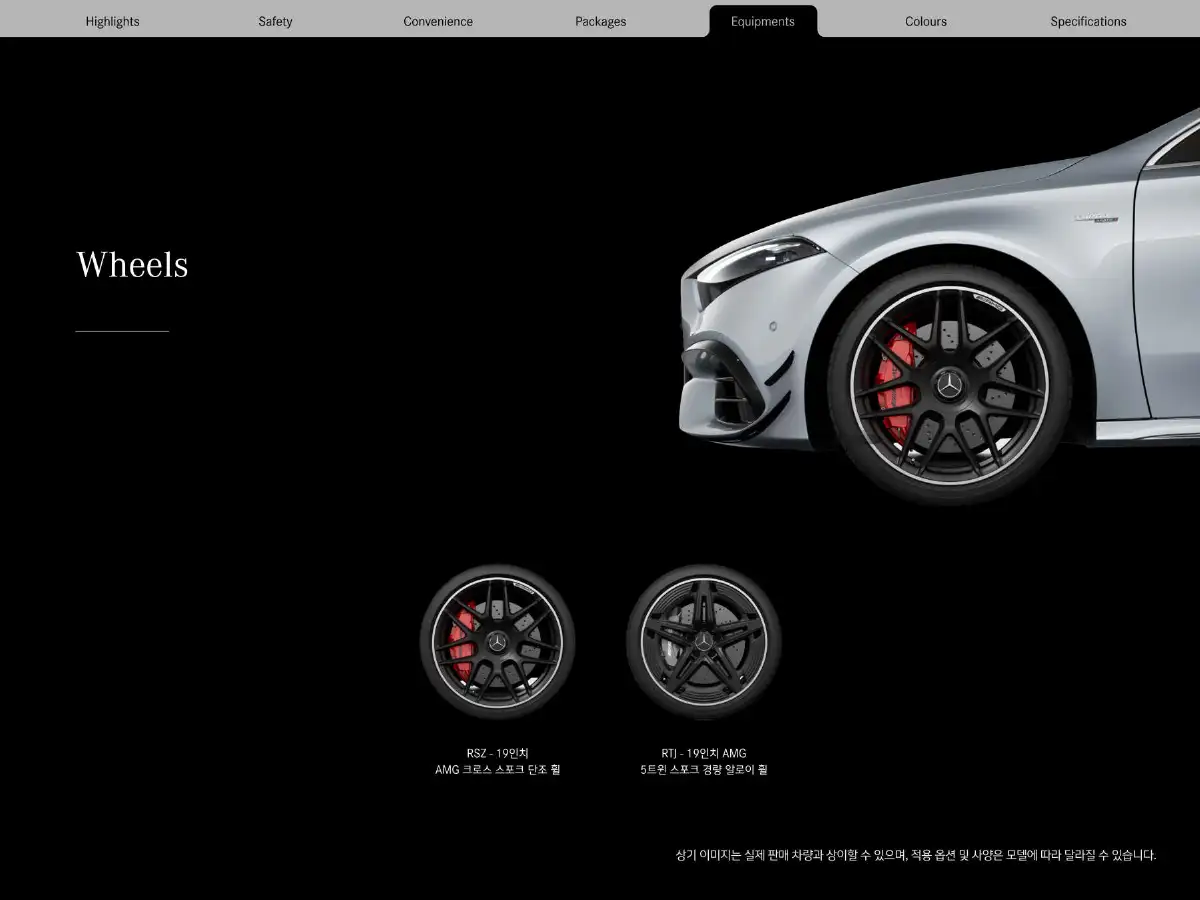 Highlights
Safety
Convenience
Packages
Equipments
Colours
Specifications
Wheels
RSZ - 19인치
AMG 크로스 스포크 단조 휠
RTJ - 19인치 AMG
5트윈 스포크 경량 알로이 휠
상기 이미지는 실제 판매 차량과 상이할 수 있으며, 적용 옵션 및 사양은 모델에 따라 달라질 수 있습니다.